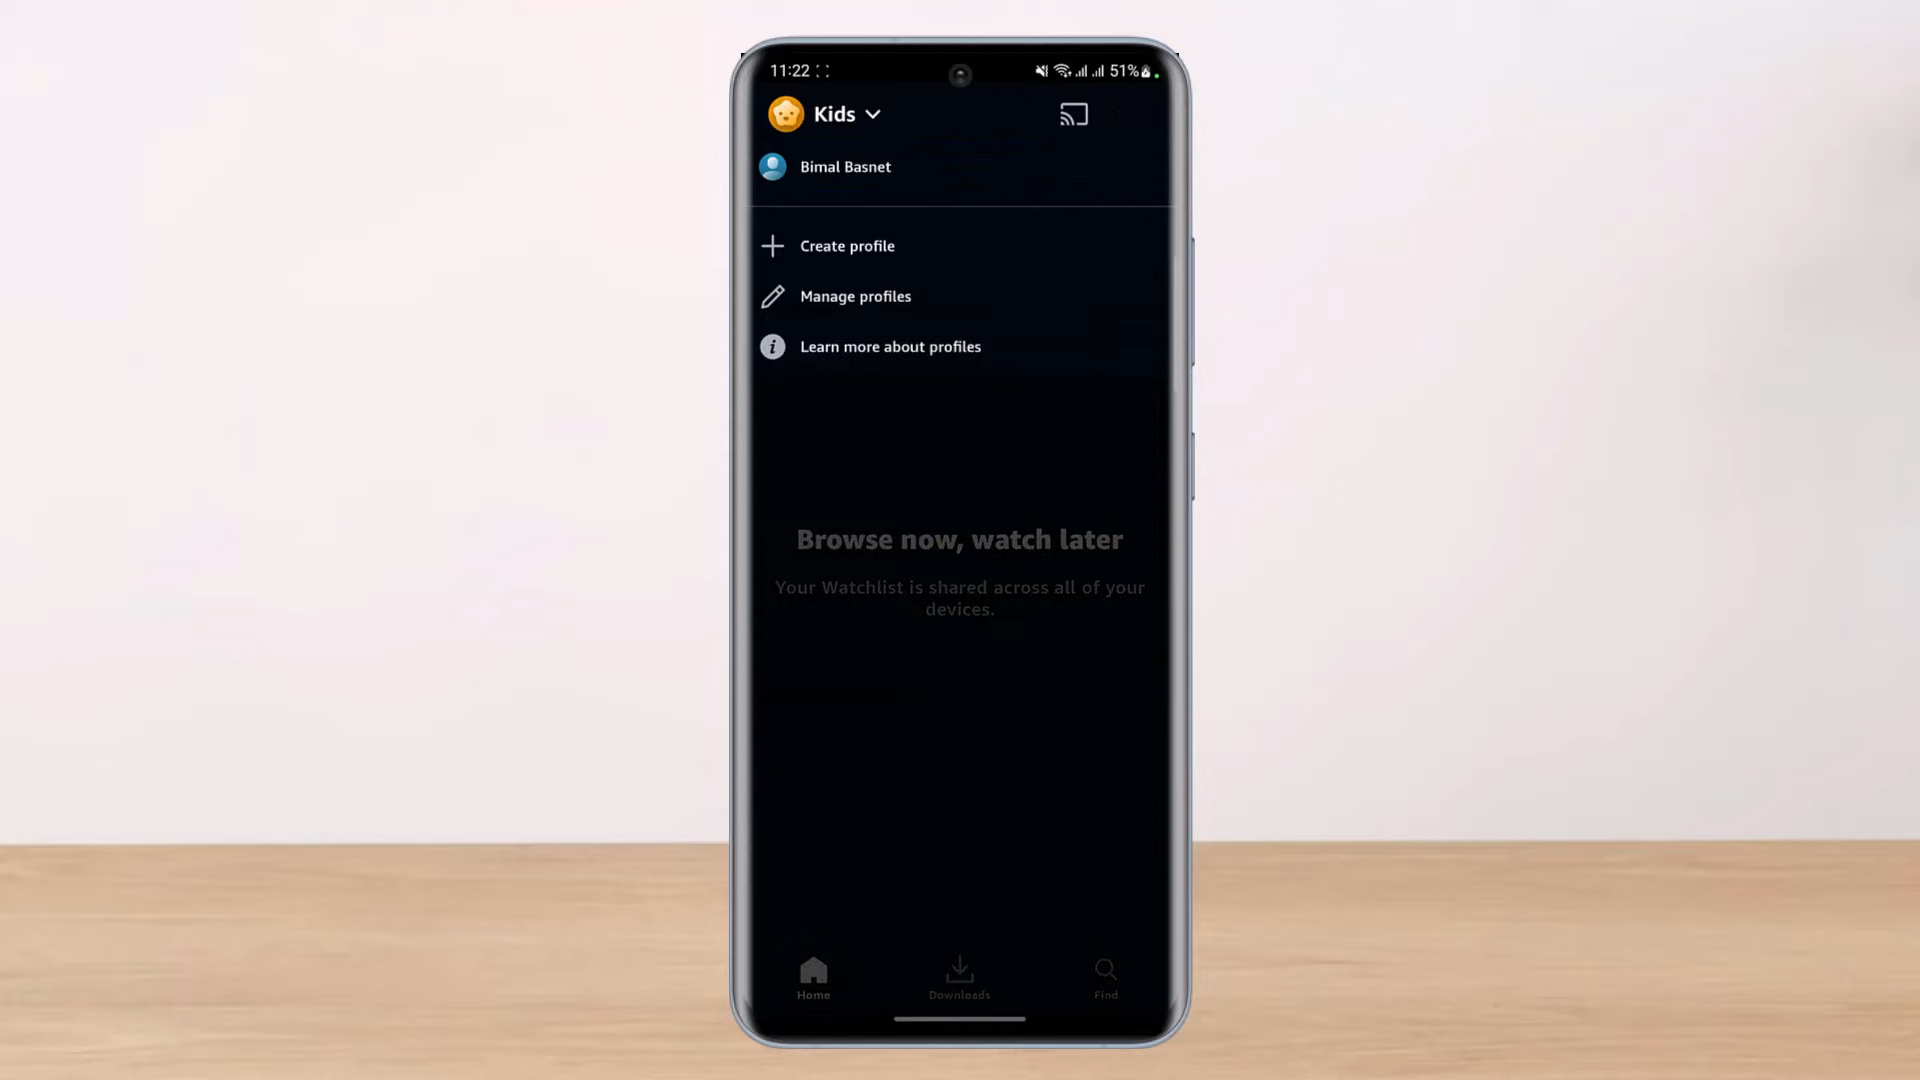 11:22
51%
Kids
Bimal Basnet
Create profile
Manage profiles
Learn more about profiles
Browse now, watch later
Your Watchlist is shared across all of your
devices.
Home
Downloads
Find